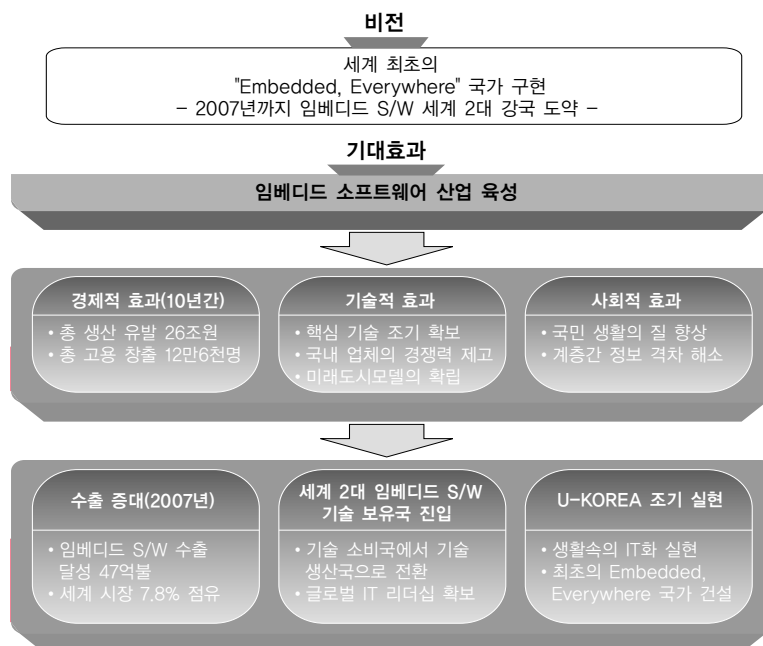 비전
세계 최초의
"Embedded, Everywhere" 국가 구현
- 2007년까지 임베디드 S/W 세계 2대 강국 도약 -
기대효과
임베디드 소프트웨어 산업 육성
경제적 효과(10년간)
• 총 생산 유발 26조원
• 총 고용 창출 12만6천명
기술적 효과
• 핵심 기술 조기 확보
• 국내 업체의 경쟁력 제고
• 미래도시모델의 확립
사회적 효과
• 국민 생활의 질 향상
• 계층간 정보 격차 해소
수출 증대(2007년)
• 임베디드 S/W 수출
달성 47억불
• 세계 시장 7.8% 점유
세계 2대 임베디드 S/W
기술 보유국 진입
• 기술 소비국에서 기술
생산국으로 전환
• 글로벌 IT 리더십 확보
U-KOREA 조기 실현
• 생활속의 IT화 실현
• 최초의 Embedded,
Everywhere 국가 건설